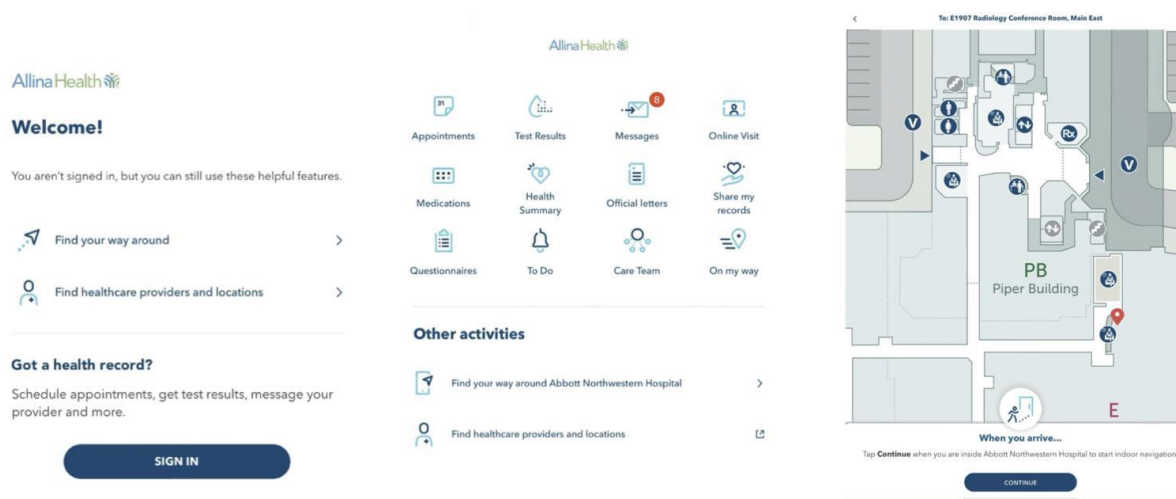 Allina Health
Welcome!
You aren't signed in, but you can still use these helpful features.
Find your way around
Find healthcare providers and locations
Got a health record?
Schedule appointments, get test results, message your
provider and more.
SIGN IN
Allina Health
31
8
Appointments
Test Results
Messages
Online Visit
Medications
Health
Summary
Official letters
Share my
records
Questionnaires
To Do
Care Team
On my way
Other activities
Find your way around Abbott Northwestern Hospital
Find healthcare providers and locations
To: E1907 Radiology Conference Room, Main East
V
Rx
V
PB
Piper Building
E
When you arrive...
Tap Continue when you are inside Abbott Northwestern Hospital to start indoor navigation
CONTINUE